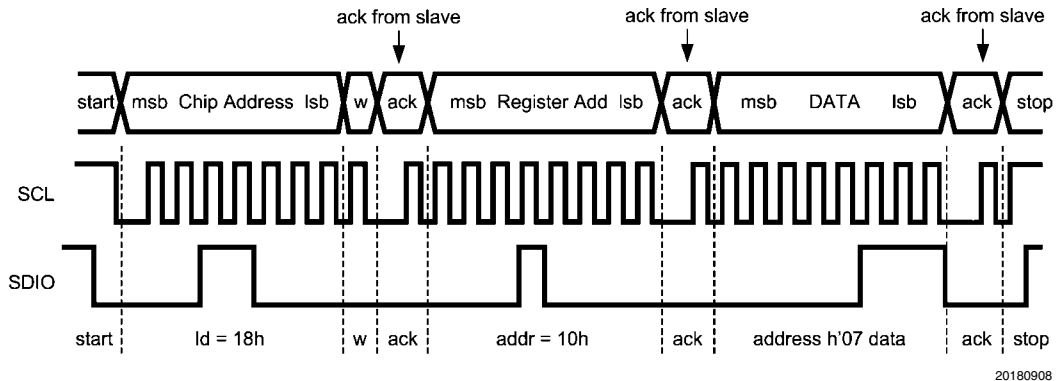 ack from slave ack from slave ack from slave
start msb Chip Address lsb w ack msb Register Add lsb ack msb DATA lsb ack stop
SCL
SDIO
start Id = 18h w ack addr = 10h ack address h'07 data ack stop
20180908